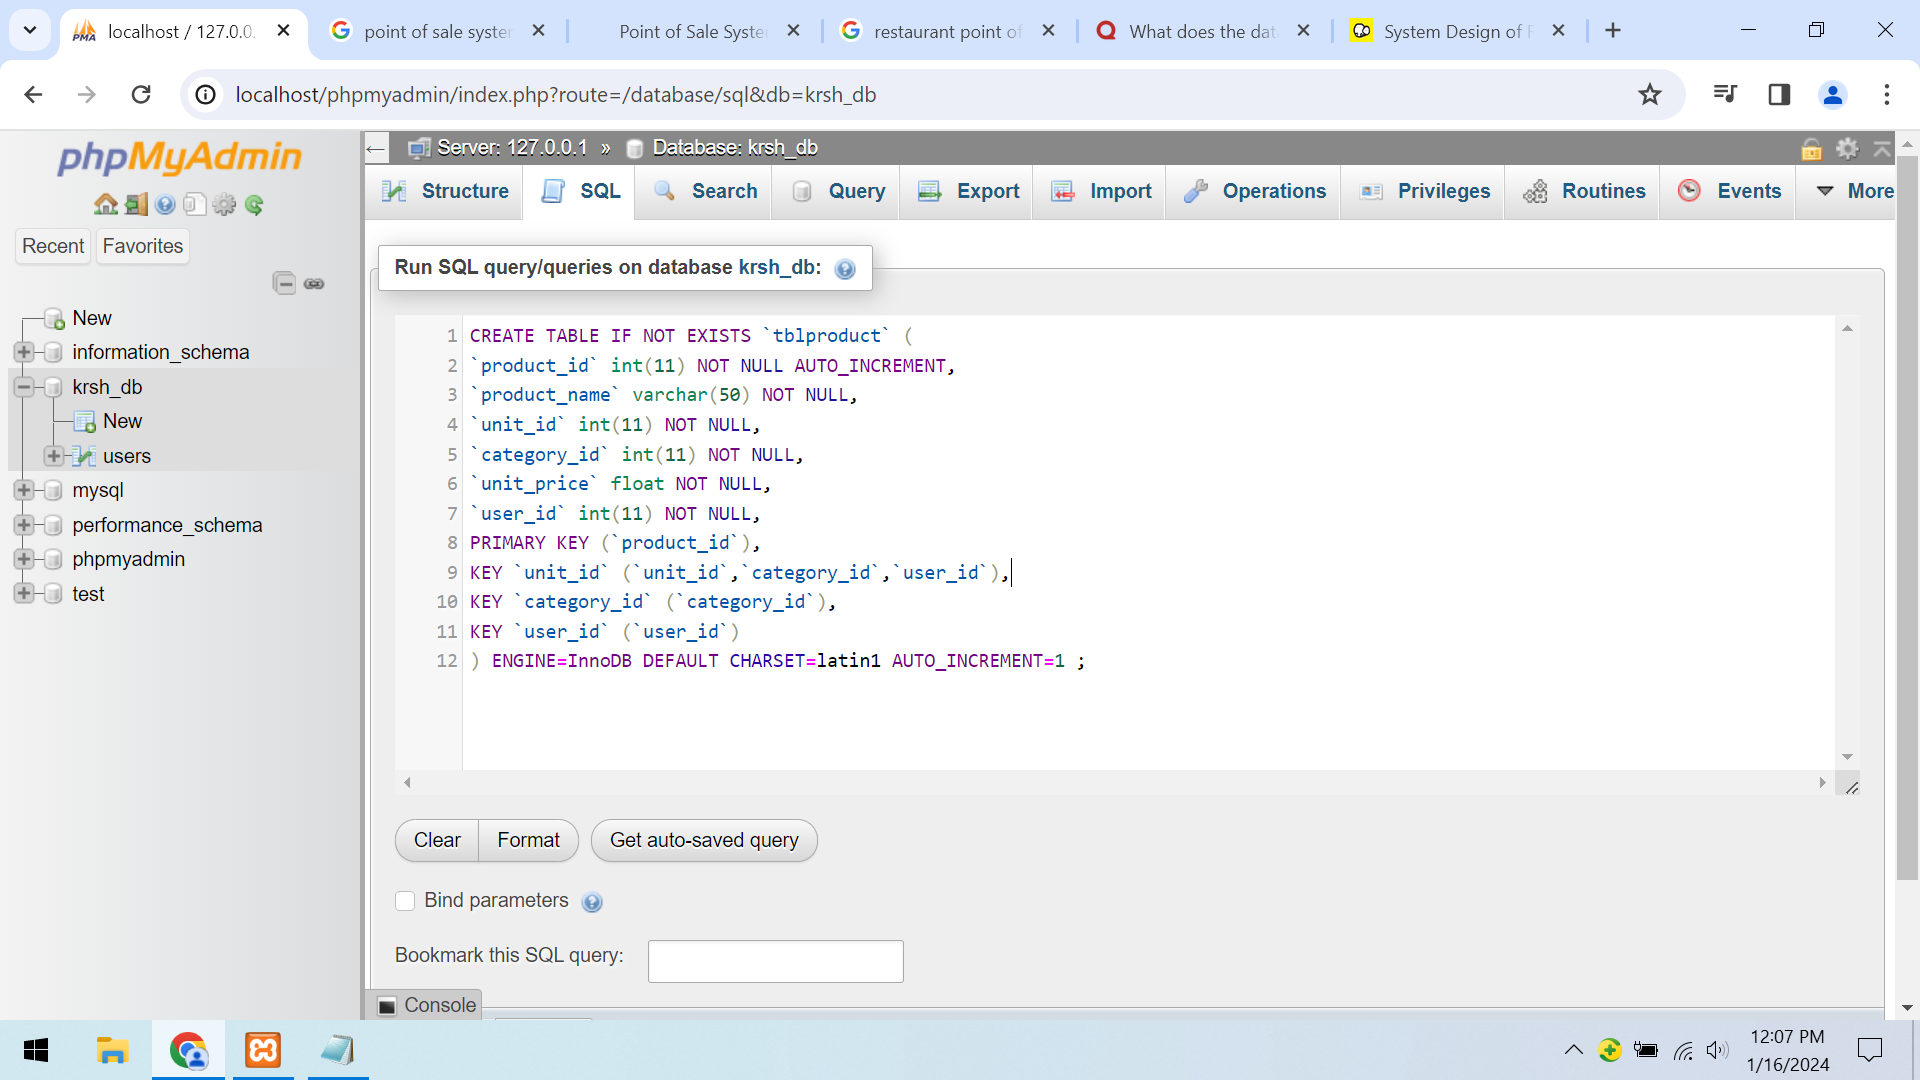 localhost / 127.0.0.
point of sale syster
Point of Sale Syste
restaurant point of
What does the dat
System Design of F
localhost/phpmyadmin/index.php?route=/database/sql&db=krsh_db
phpMyAdmin
Recent
Favorites
New
information_schema
krsh_db
New
users
mysql
performance_schema
phpmyadmin
test
Server: 127.0.0.1 » Database: krsh_db
Structure
SQL
Search
Query
Export
Import
Operations
Privileges
Routines
Events
More
Run SQL query/queries on database krsh_db:
1 CREATE TABLE IF NOT EXISTS `tblproduct` (
2 `product_id` int(11) NOT NULL AUTO_INCREMENT,
3 `product_name` varchar(50) NOT NULL,
4 `unit_id` int(11) NOT NULL,
5 `category_id` int(11) NOT NULL,
6 `unit_price` float NOT NULL,
7 `user_id` int(11) NOT NULL,
8 PRIMARY KEY (`product_id`),
9 KEY `unit_id` (`unit_id`,`category_id`,`user_id`),
10 KEY `category_id` (`category_id`),
11 KEY `user_id` (`user_id`)
12 ) ENGINE=InnoDB DEFAULT CHARSET=latin1 AUTO_INCREMENT=1 ;
Clear
Format
Get auto-saved query
Bind parameters
Bookmark this SQL query:
Console
12:07 PM
1/16/2024